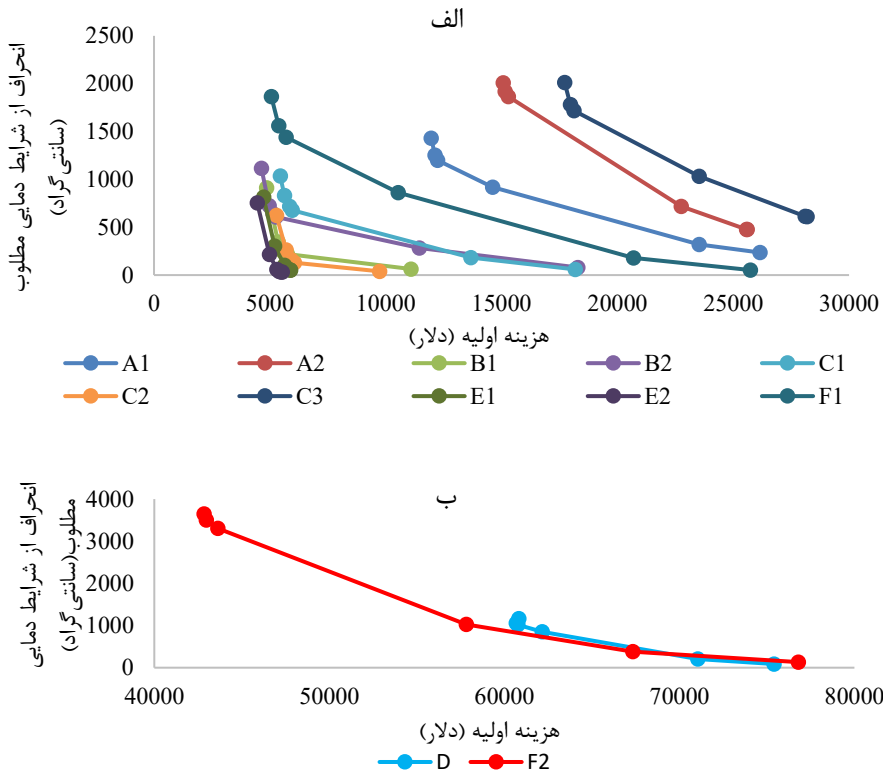 الف
انحراف از شرایط دمایی مطلوب
(سانتی گراد)
2500
2000
1500
1000
500
0
0 5000 10000 15000 20000 25000 30000
هزینه اولیه (دلار)
A1 A2 B1 B2 C1
C2 C3 E1 E2 F1
ب
انحراف از شرایط دمایی
مطلوب(سانتی گراد)
4000
3000
2000
1000
0
40000 50000 60000 70000 80000
هزینه اولیه (دلار)
D F2